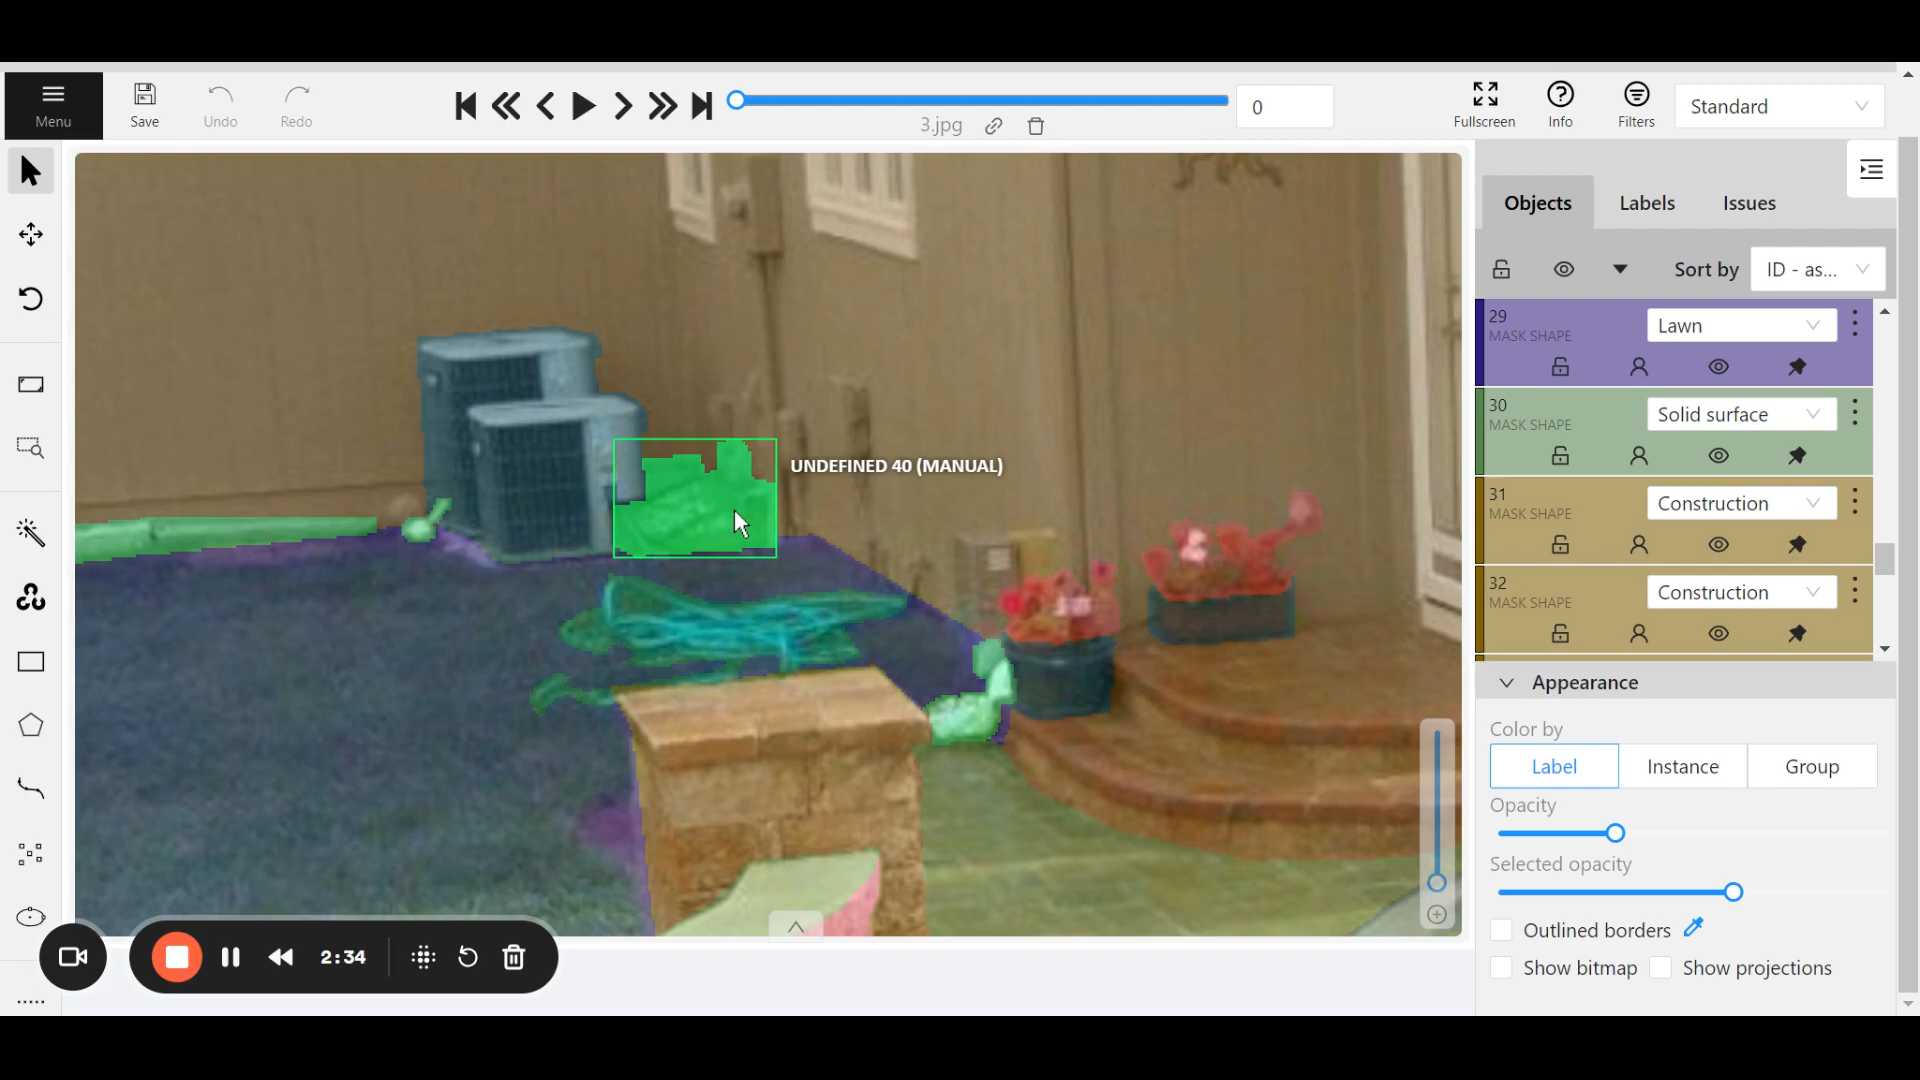 Menu
Save
Undo
Redo
3.jpg
0
Fullscreen
Info
Filters
Standard
Objects
Labels
Issues
Sort by
ID - as...
29
MASK SHAPE
Lawn
30
MASK SHAPE
Solid surface
31
MASK SHAPE
Construction
32
MASK SHAPE
Construction
UNDEFINED 40 (MANUAL)
Appearance
Color by
Label
Instance
Group
Opacity
Selected opacity
Outlined borders
Show bitmap
Show projections
2:34